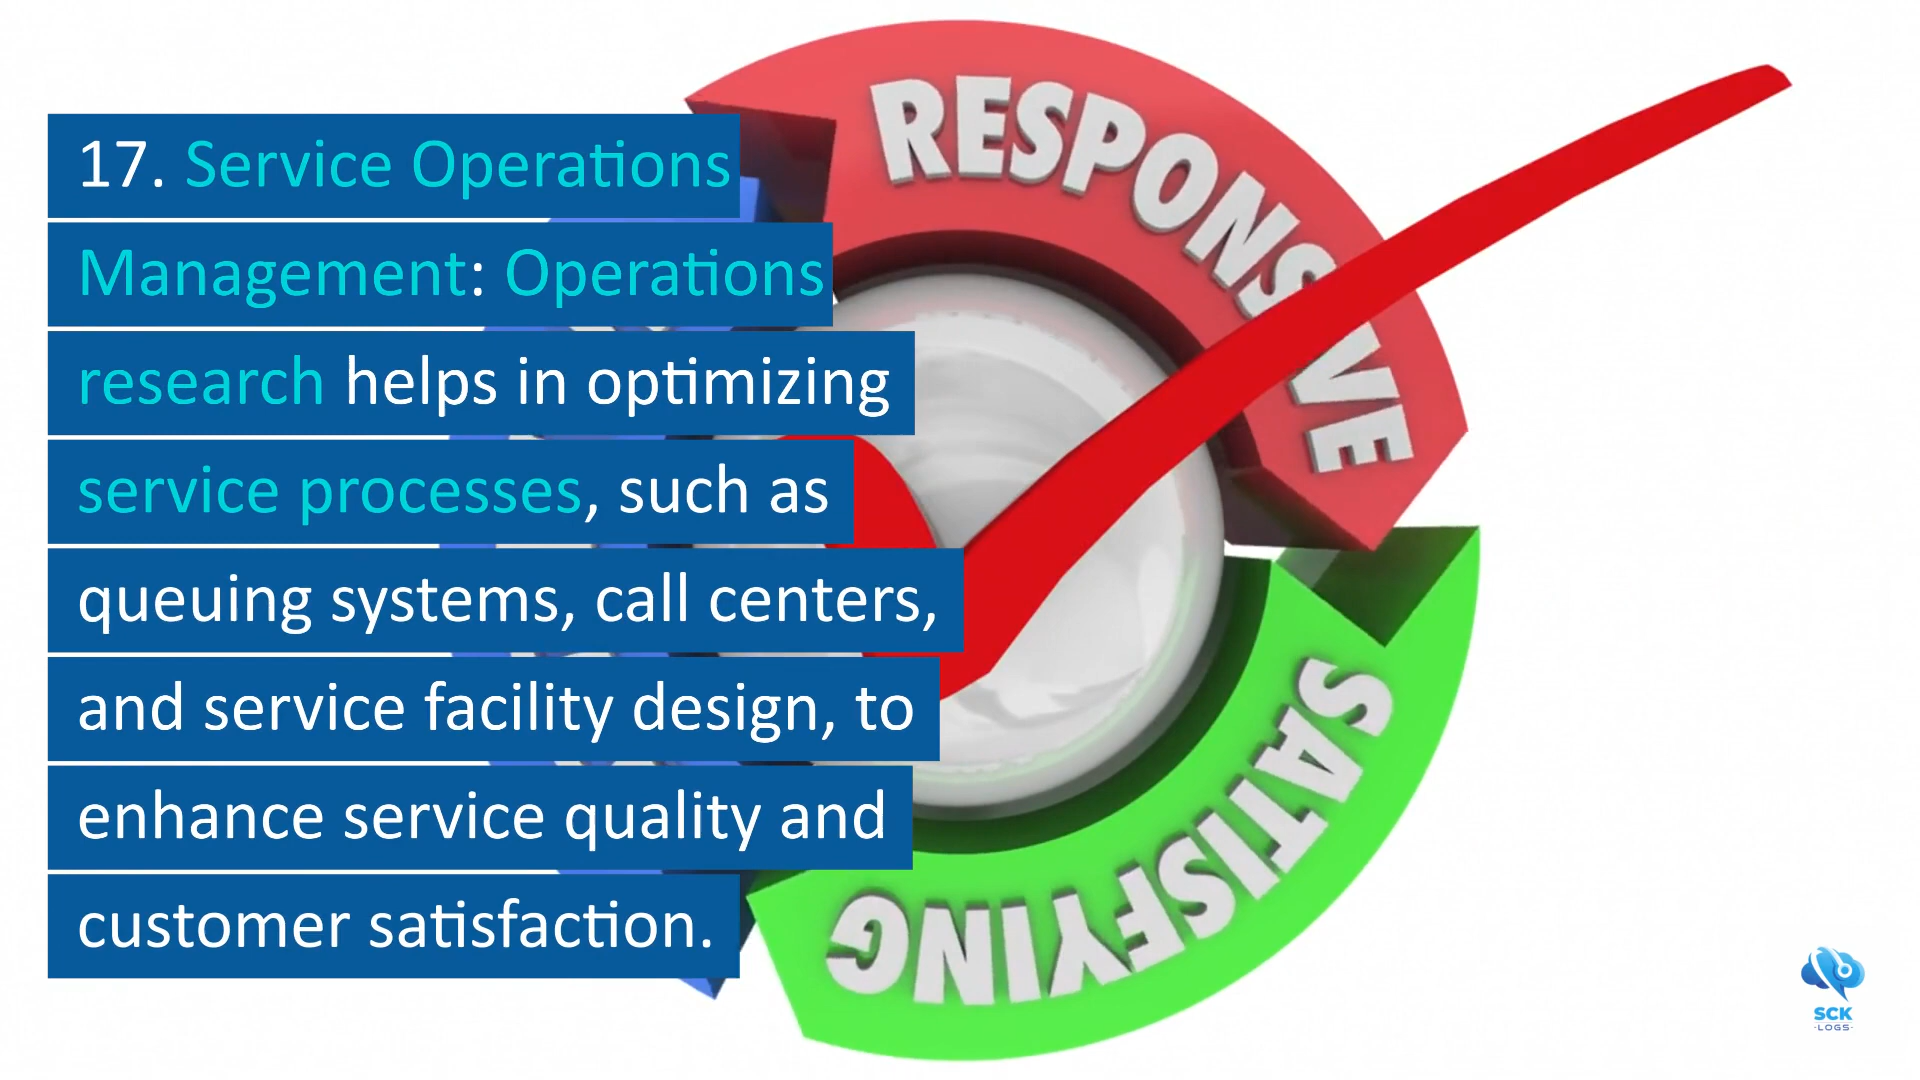 17. Service Operations
Management: Operations
research helps in optimizing
service processes, such as
queuing systems, call centers,
and service facility design, to
enhance service quality and
customer satisfaction.
RESPONSIVE
SATISFYING
SCK
-LOGS-